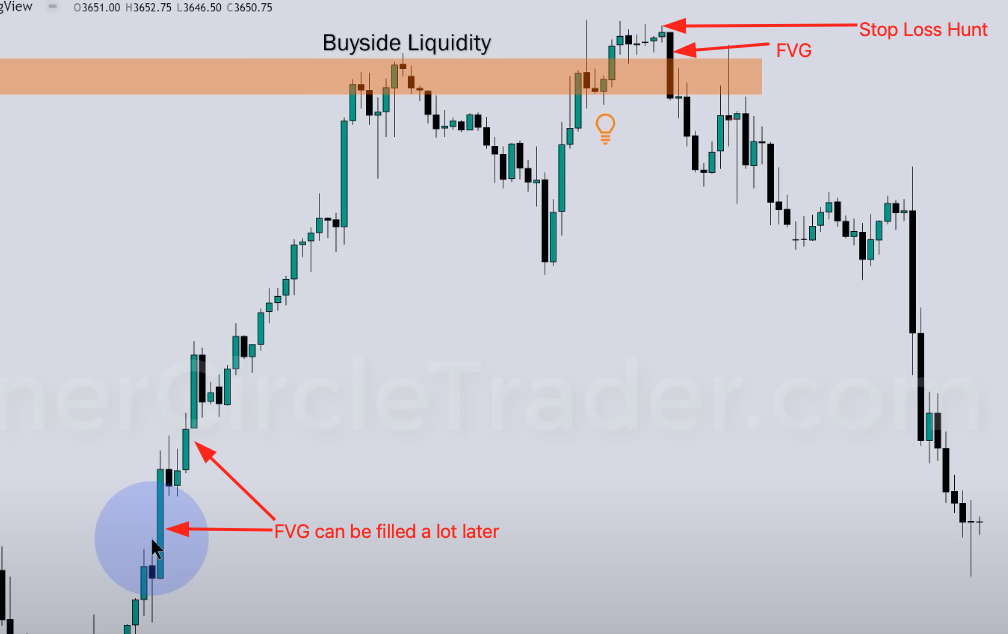 gView O3651.00 H3652.75 L3646.50 C3650.75
Stop Loss Hunt
Buyside Liquidity
FVG
nerCircleTrader.com
FVG can be filled a lot later